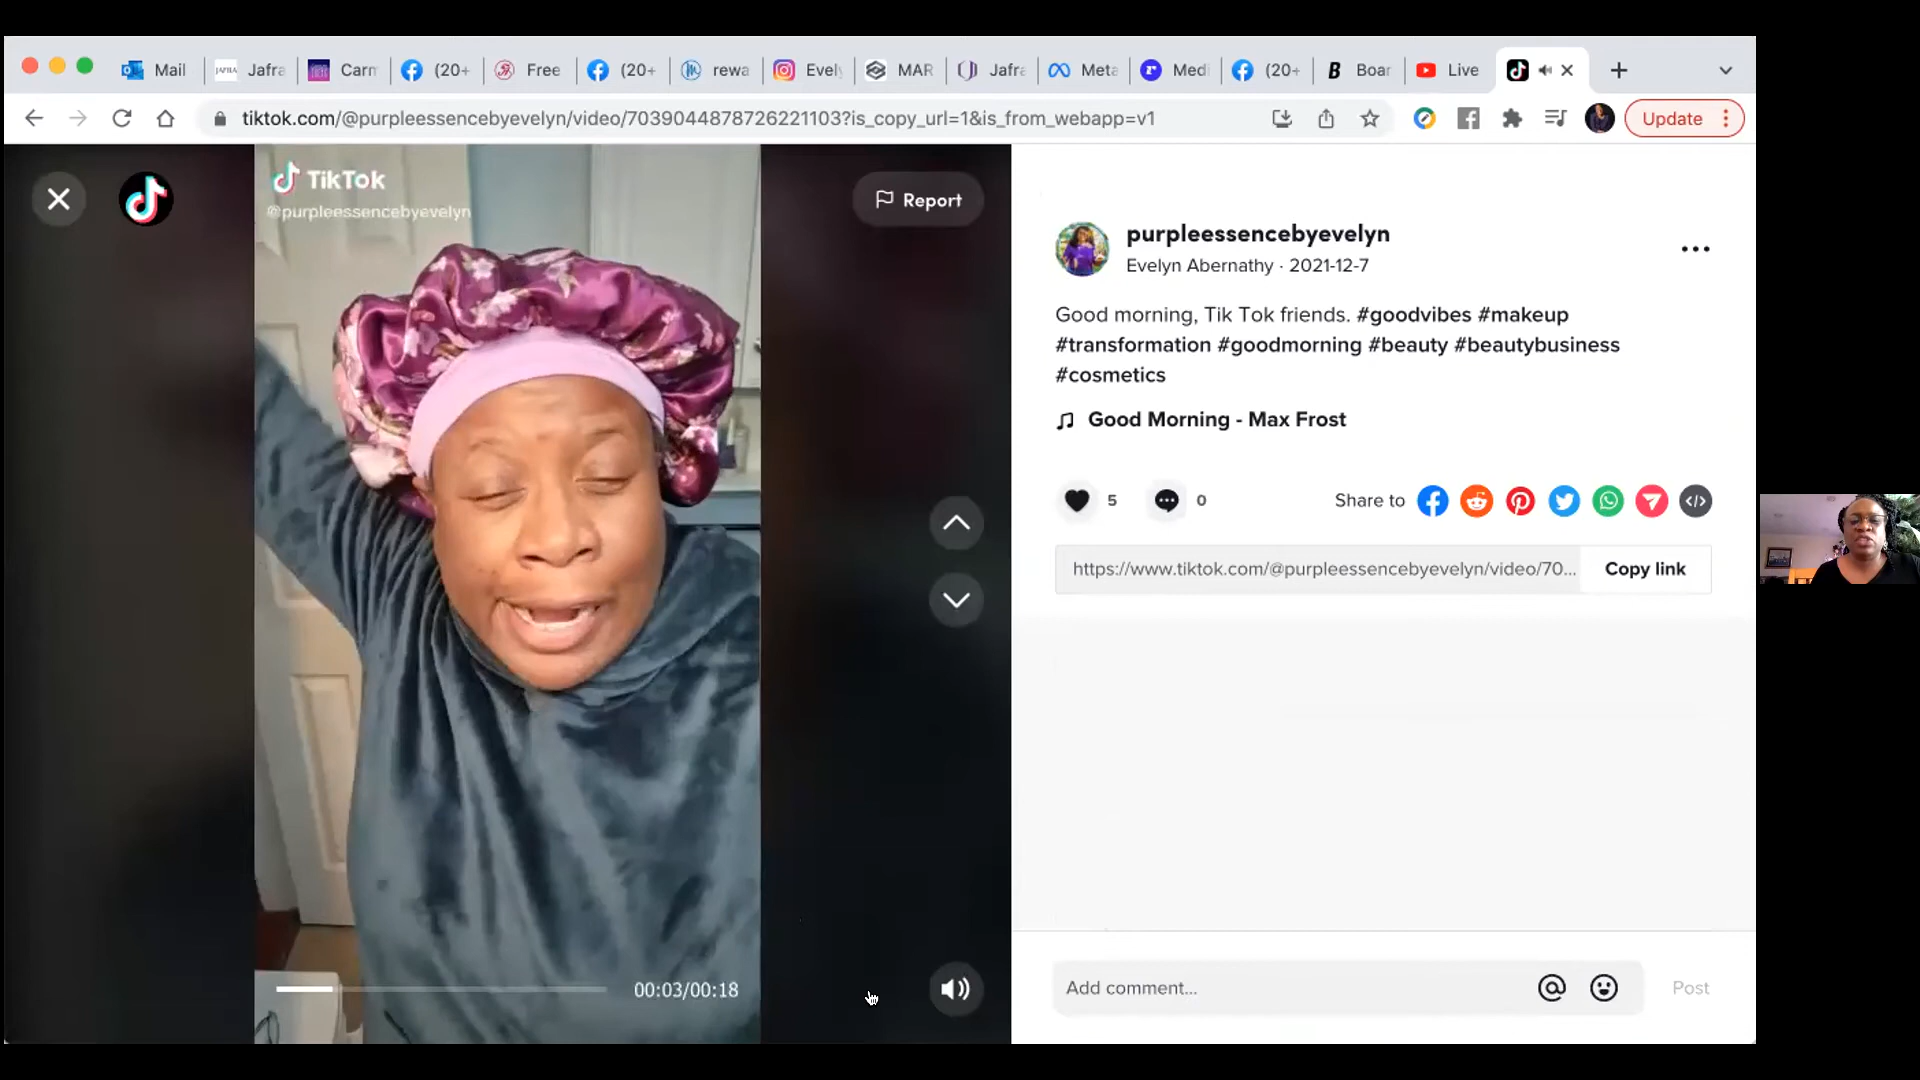 Mail
Jafra
Carm
(20+
Free
(20+
rewa
Evely
MAR
Jafra
Meta
Medi
(20+
B Boar
Live
tiktok.com/@purpleessencebyevelyn/video/7039044878726221103?is_copy_url=1&is_from_webapp=v1
Update
TikTok
@purpleessencebyevelyn
Report
purpleessencebyevelyn
Evelyn Abernathy · 2021-12-7
Good morning, Tik Tok friends. #goodvibes #makeup
#transformation #goodmorning #beauty #beautybusiness
#cosmetics
Good Morning - Max Frost
5
0
Share to
https://www.tiktok.com/@purpleessencebyevelyn/video/70...
Copy link
00:03/00:18
Add comment...
Post